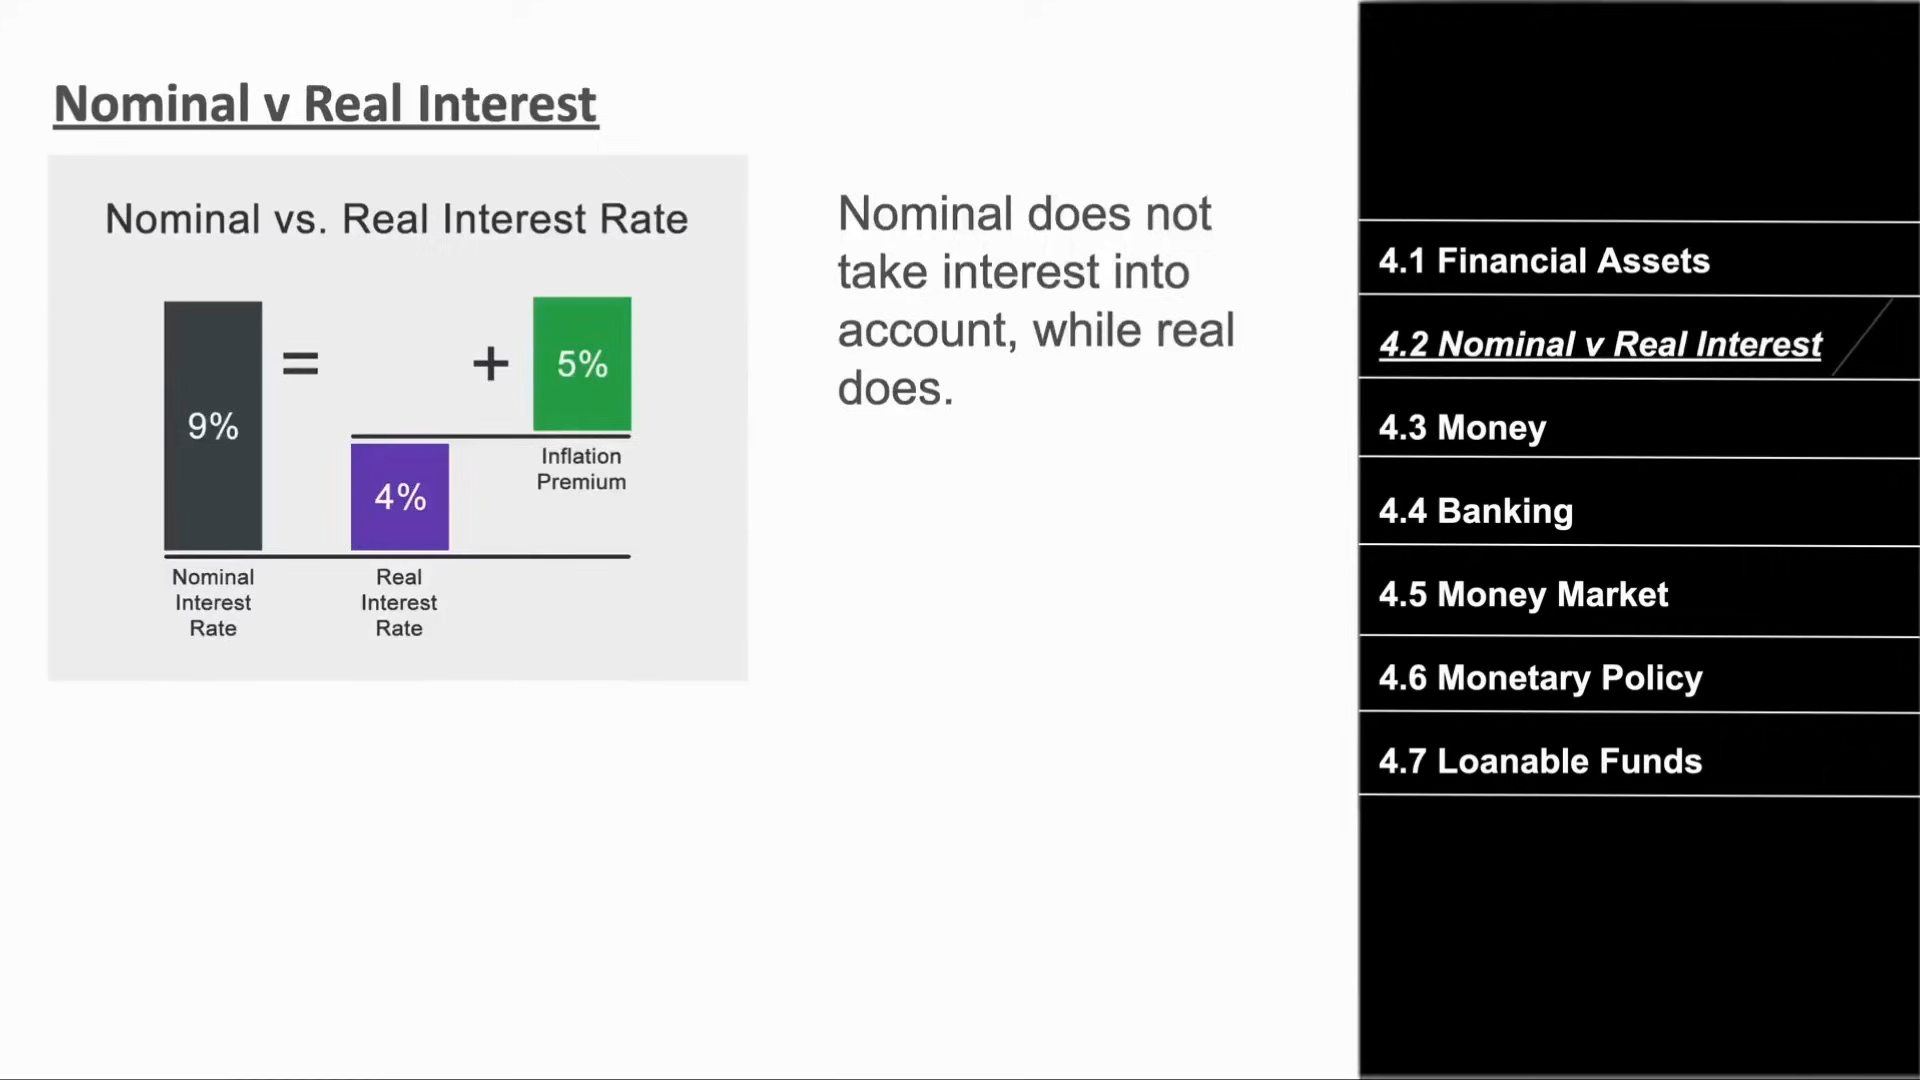 Nominal v Real Interest
Nominal vs. Real Interest Rate
9%
=
4%
+
5%
Inflation
Premium
Nominal
Interest
Rate
Real
Interest
Rate
Nominal does not
take interest into
account, while real
does.
4.1 Financial Assets
4.2 Nominal v Real Interest
4.3 Money
4.4 Banking
4.5 Money Market
4.6 Monetary Policy
4.7 Loanable Funds